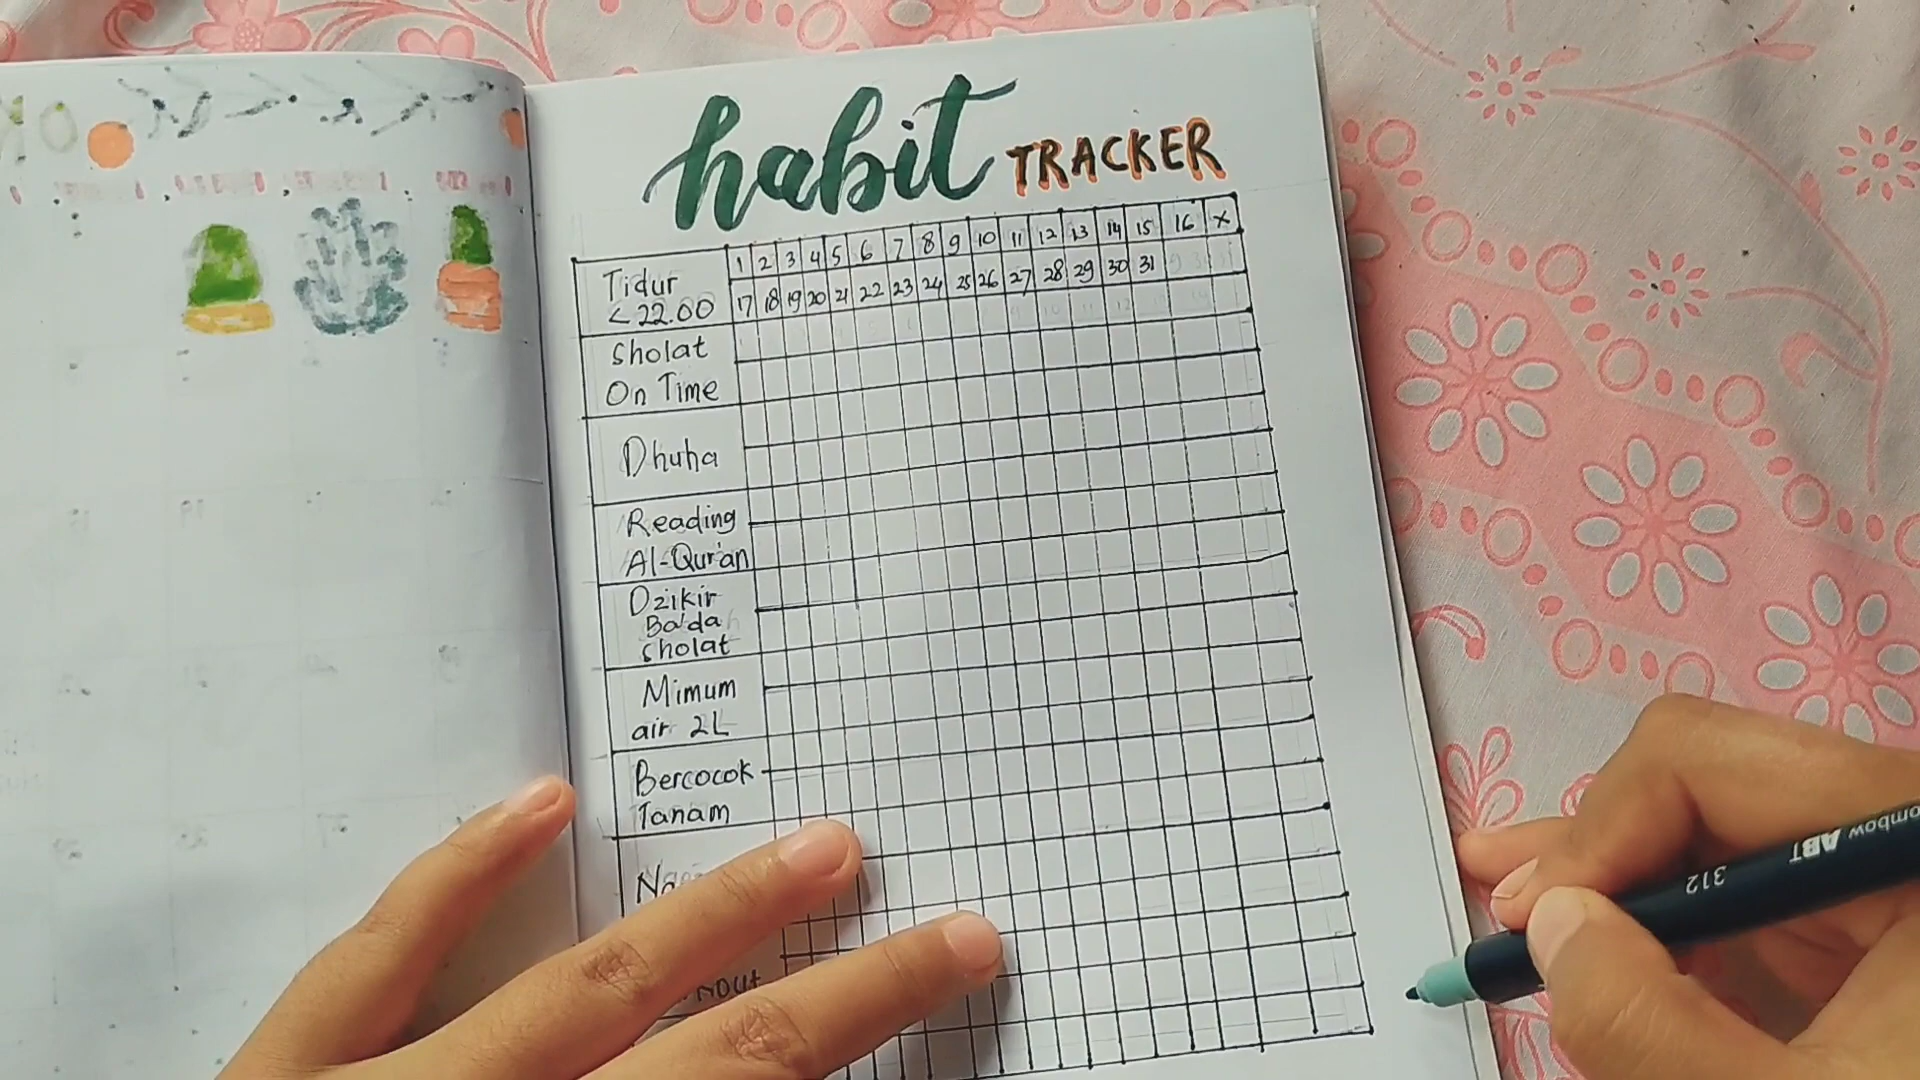 habit TRACKER
1 2 3 4 5 6 7 8 9 10 11 12 13 14 15 16 X
17 18 19 20 21 22 23 24 25 26 27 28 29 30 31
Tidur
<22.00
Sholat
On Time
Dhuha
Reading
Al-Qur'an
Dzikir
Ba'da
sholat
Mimum
air 2L
Bercocok
Tanam
ombow ABT
312